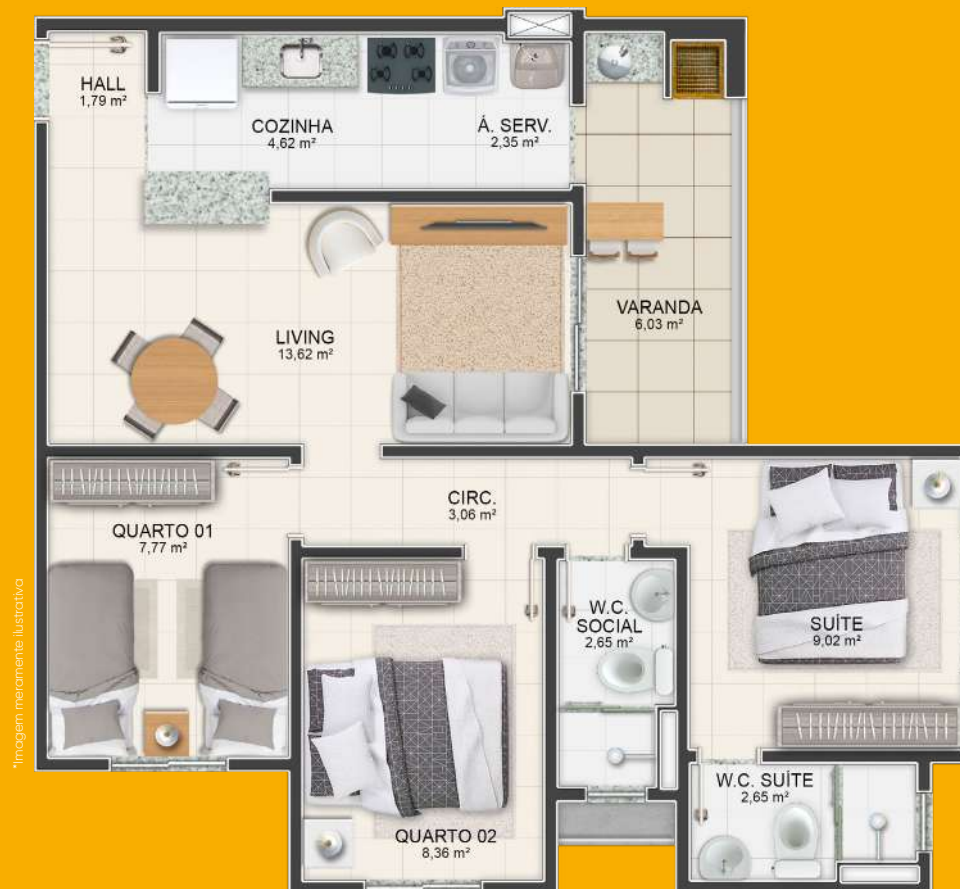 HALL
1,79 m²
COZINHA
4,62 m²
Á. SERV.
2,35 m²
LIVING
13,62 m²
VARANDA
6,03 m²
CIRC.
3,06 m²
QUARTO 01
7,77 m²
W.C.
SOCIAL
2,65 m²
SUÍTE
9,02 m²
W.C. SUÍTE
2,65 m²
QUARTO 02
8,36 m²
*Imagem meramente ilustrativa